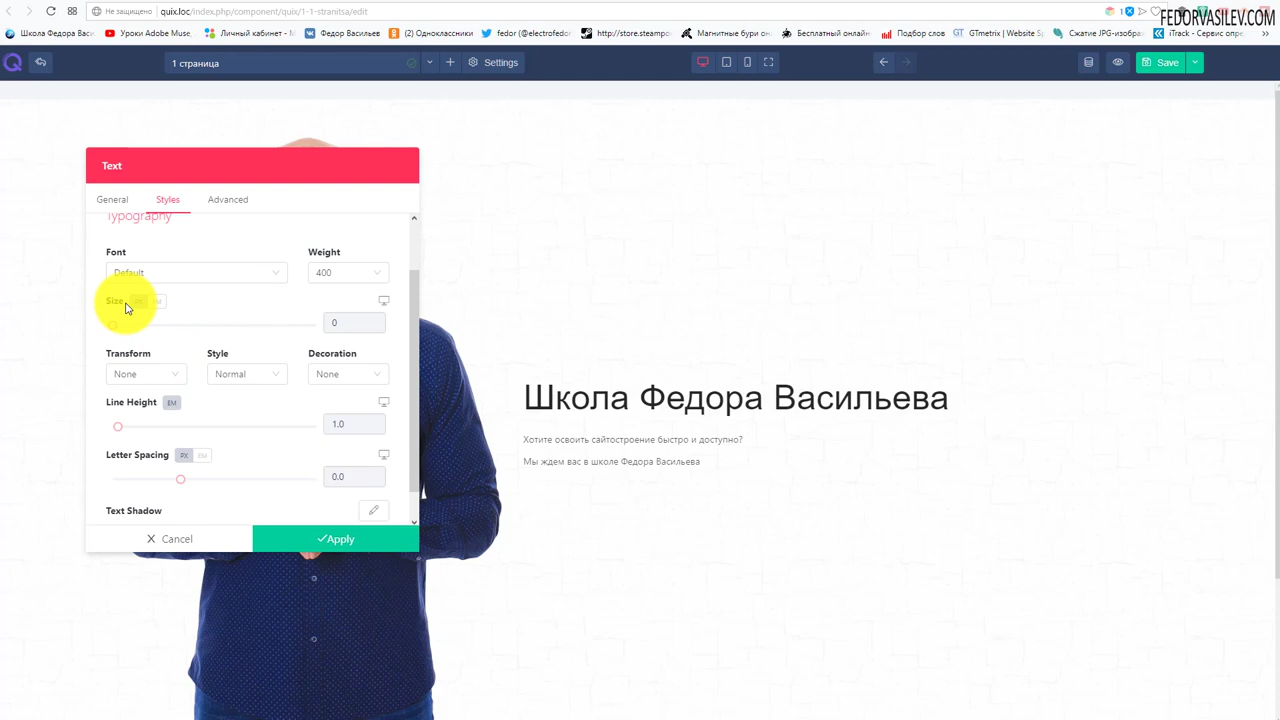 Не защищено quix.loc/index.php/component/quix/1-1-stranitsa/edit
1
FEDORVASILEV.COM
Школа Федора Васи... Уроки Adobe Muse, Личный кабинет - М Федор Васильев (2) Одноклассники fedor (@electrofedor http://store.steampo Магнитные бури он Бесплатный онлайн Подбор слов GTmetrix | Website Sp Сжатие JPG-изображ iTrack - Сервис опре. »
1 страница
Settings
Save
Text
General Styles Advanced
Typography
Font Weight
Default 400
Size
0
Transform Style Decoration
None Normal None
Line Height EM
1.0
Letter Spacing PX EM
0.0
Text Shadow
Cancel Apply
Школа Федора Васильева
Хотите освоить сайтостроение быстро и доступно?
Мы ждем вас в школе Федора Васильева